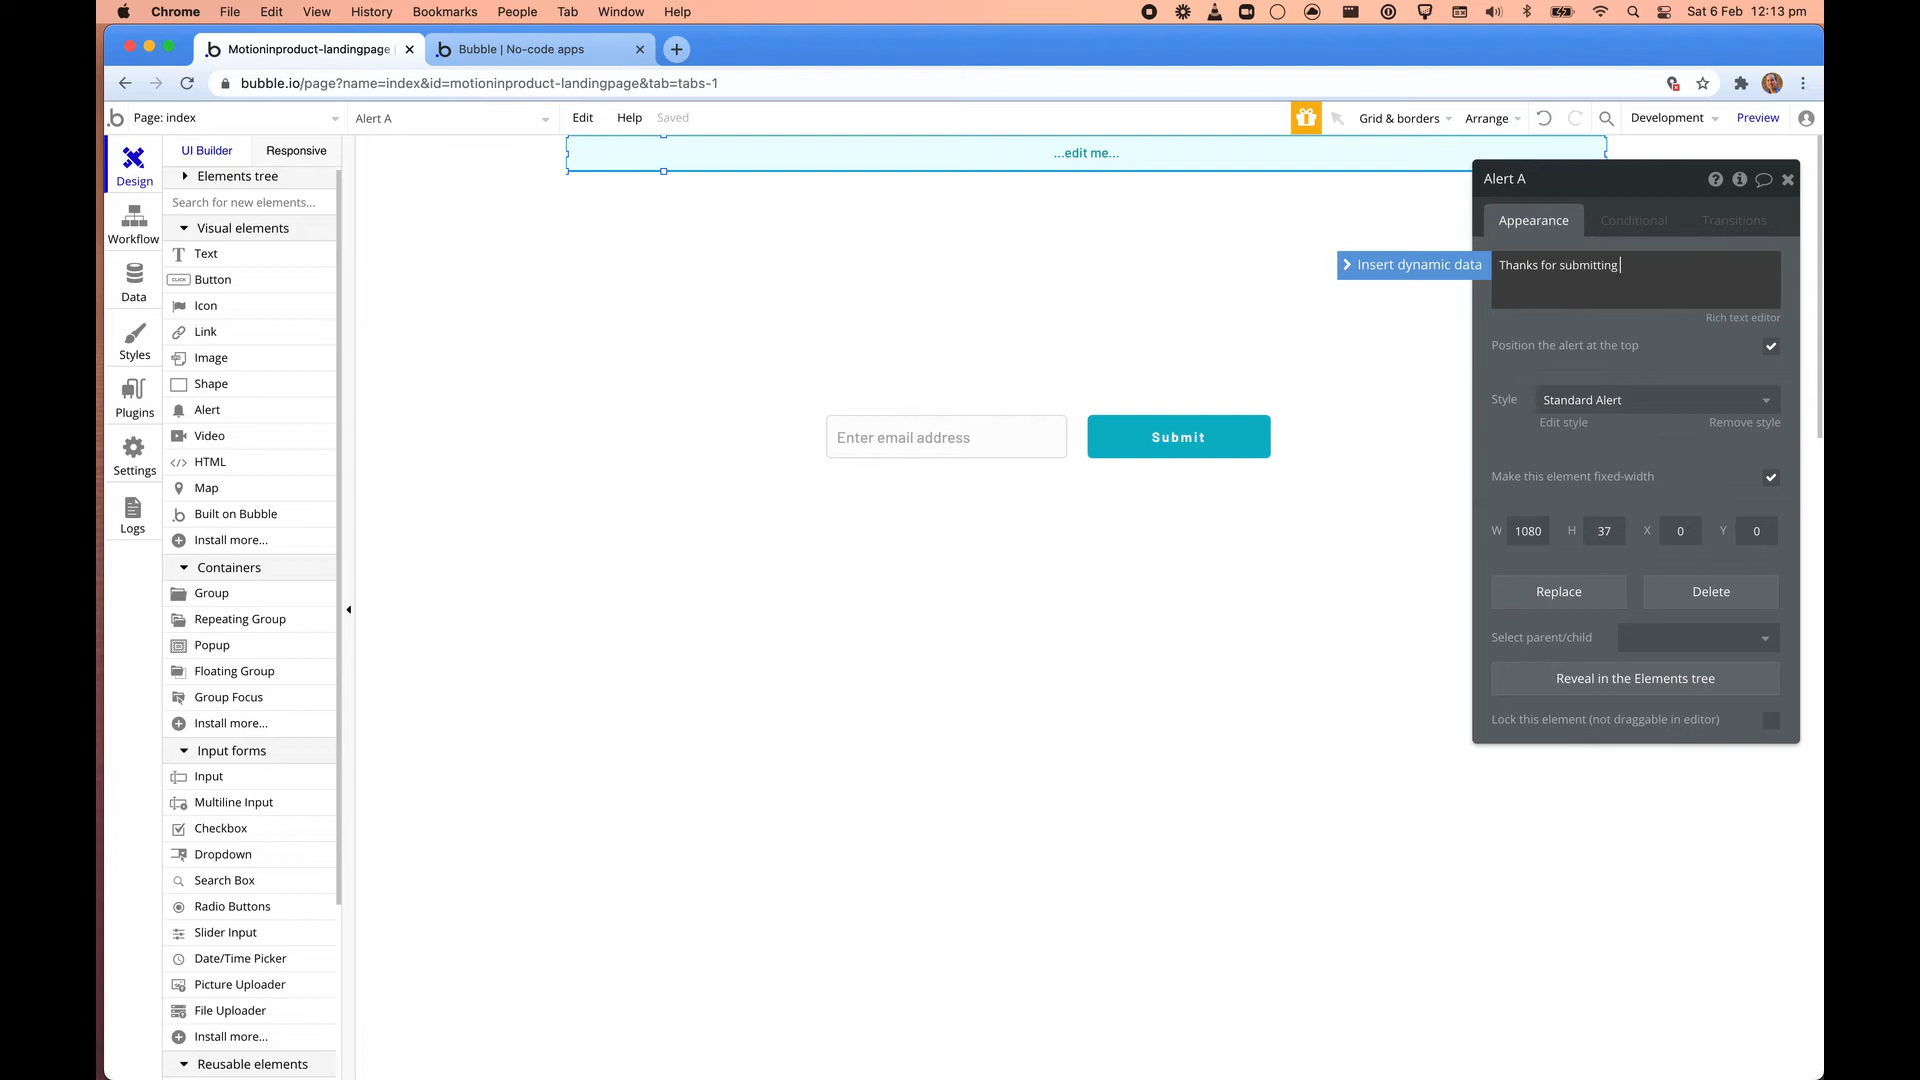 Chrome File Edit View History Bookmarks People Tab Window Help Sat 6 Feb 12:13 pm
Motioninproduct-landingpage Bubble | No-code apps
bubble.io/page?name=index&id=motioninproduct-landingpage&tab=tabs-1
Page: index Alert A Edit Help Saved Grid & borders Arrange Development Preview
UI Builder Responsive
Design
Elements tree
Search for new elements...
Workflow
Visual elements
Text
Button
Data
Icon
Link
Styles
Image
Shape
Plugins
Alert
Video
Settings
HTML
Map
Logs
Built on Bubble
Install more...
Containers
Group
Repeating Group
Popup
Floating Group
Group Focus
Install more...
Input forms
Input
Multiline Input
Checkbox
Dropdown
Search Box
Radio Buttons
Slider Input
Date/Time Picker
Picture Uploader
File Uploader
Install more...
Reusable elements
...edit me...
Enter email address
Submit
Alert A
Appearance Conditional Transitions
Insert dynamic data
Thanks for submitting
Rich text editor
Position the alert at the top
Style Standard Alert
Edit style Remove style
Make this element fixed-width
W 1080 H 37 X 0 Y 0
Replace Delete
Select parent/child
Reveal in the Elements tree
Lock this element (not draggable in editor)